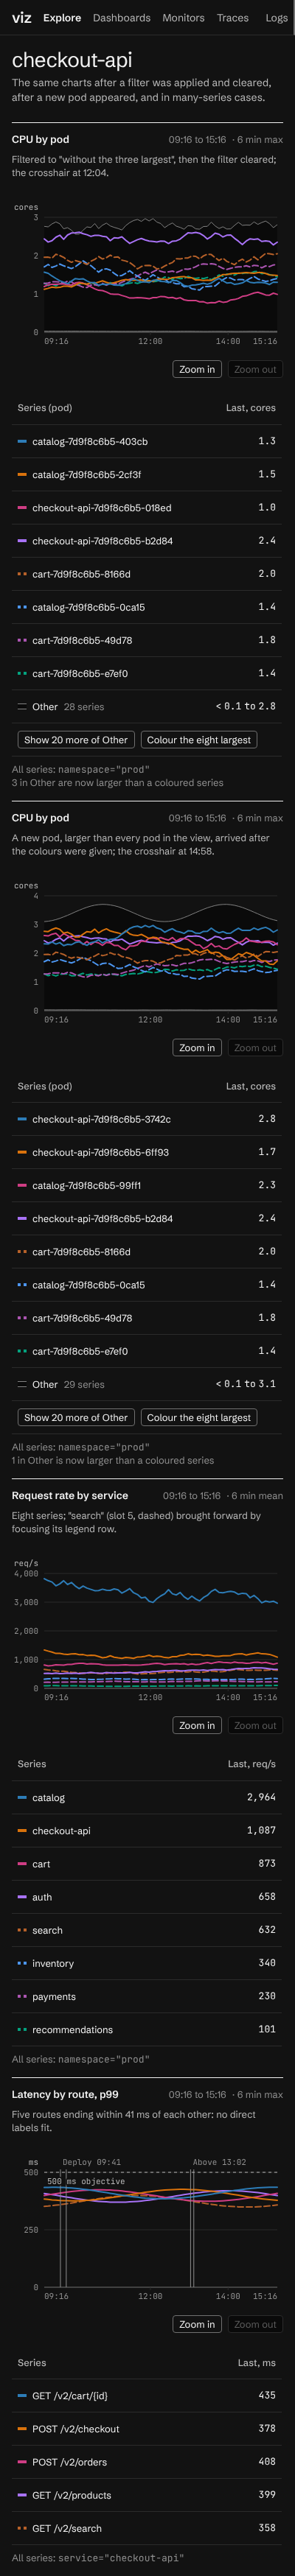 viz Explore Dashboards Monitors Traces Logs
checkout-api
The same charts after a filter was applied and cleared,
after a new pod appeared, and in many-series cases.
CPU by pod 09:16 to 15:16 · 6 min max
Filtered to "without the three largest", then the filter cleared;
the crosshair at 12:04.
cores
3
2
1
0
09:16 12:00 14:00 15:16
Zoom in Zoom out
Series (pod) Last, cores
catalog-7d9f8c6b5-403cb 1.3
catalog-7d9f8c6b5-2cf3f 1.5
checkout-api-7d9f8c6b5-018ed 1.0
checkout-api-7d9f8c6b5-b2d84 2.4
cart-7d9f8c6b5-8166d 2.0
catalog-7d9f8c6b5-0ca15 1.4
cart-7d9f8c6b5-49d78 1.8
cart-7d9f8c6b5-e7ef0 1.4
Other 28 series < 0.1 to 2.8
Show 20 more of Other Colour the eight largest
All series: namespace="prod"
3 in Other are now larger than a coloured series
CPU by pod 09:16 to 15:16 · 6 min max
A new pod, larger than every pod in the view, arrived after
the colours were given; the crosshair at 14:58.
cores
4
3
2
1
0
09:16 12:00 14:00 15:16
Zoom in Zoom out
Series (pod) Last, cores
checkout-api-7d9f8c6b5-3742c 2.8
checkout-api-7d9f8c6b5-6ff93 1.7
catalog-7d9f8c6b5-99ff1 2.3
checkout-api-7d9f8c6b5-b2d84 2.4
cart-7d9f8c6b5-8166d 2.0
catalog-7d9f8c6b5-0ca15 1.4
cart-7d9f8c6b5-49d78 1.8
cart-7d9f8c6b5-e7ef0 1.4
Other 29 series < 0.1 to 3.1
Show 20 more of Other Colour the eight largest
All series: namespace="prod"
1 in Other is now larger than a coloured series
Request rate by service 09:16 to 15:16 · 6 min mean
Eight series; "search" (slot 5, dashed) brought forward by
focusing its legend row.
req/s
4,000
3,000
2,000
1,000
0
09:16 12:00 14:00 15:16
Zoom in Zoom out
Series Last, req/s
catalog 2,964
checkout-api 1,087
cart 873
auth 658
search 632
inventory 340
payments 230
recommendations 101
All series: namespace="prod"
Latency by route, p99 09:16 to 15:16 · 6 min max
Five routes ending within 41 ms of each other: no direct
labels fit.
ms Deploy 09:41 Above 13:02
500
500 ms objective
250
0
09:16 12:00 14:00 15:16
Zoom in Zoom out
Series Last, ms
GET /v2/cart/{id} 435
POST /v2/checkout 378
POST /v2/orders 408
GET /v2/products 399
GET /v2/search 358
All series: service="checkout-api"